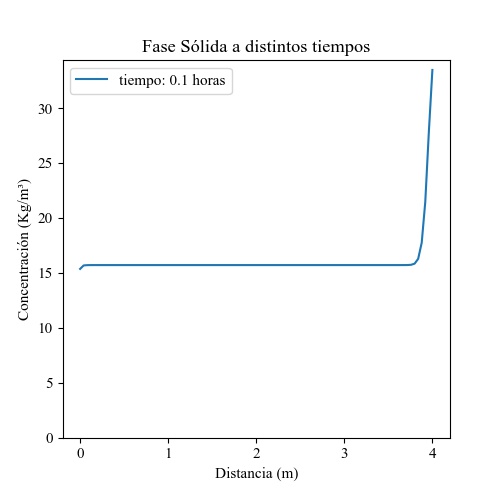 Fase Sólida a distintos tiempos
tiempo: 0.1 horas
Concentración (Kg/m³)
30
25
20
15
10
5
0
0 1 2 3 4
Distancia (m)